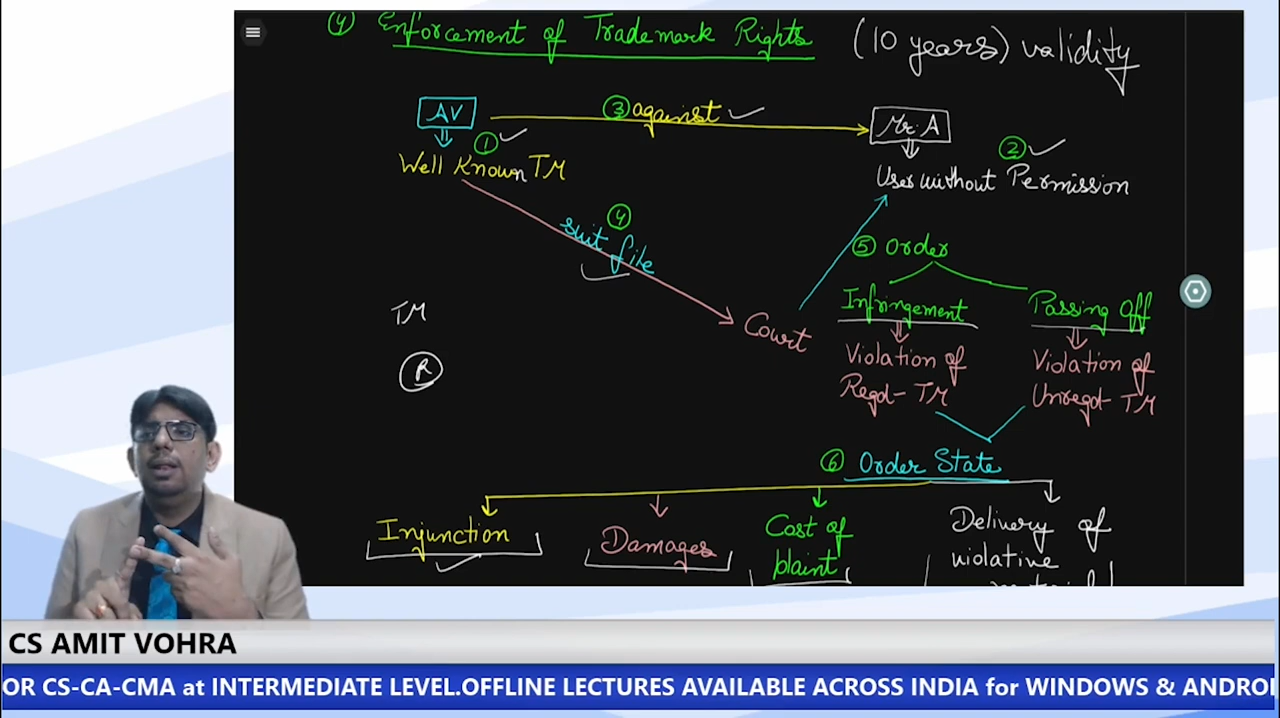 (4) Enforcement of Trademark Rights (10 years) validity
AV
③ against
Mr. A
①
Well Known TM
②
User without Permission
④
suit file
⑤ Order
Court
Infringement
Passing Off
Violation of
Regd- TM
Violation of
Unregd- TM
TM
R
⑥ Order State
Injunction
Damages
Cost of
plaint
Delivery of
violative
CS AMIT VOHRA
OR CS-CA-CMA at INTERMEDIATE LEVEL.OFFLINE LECTURES AVAILABLE ACROSS INDIA for WINDOWS & ANDRO